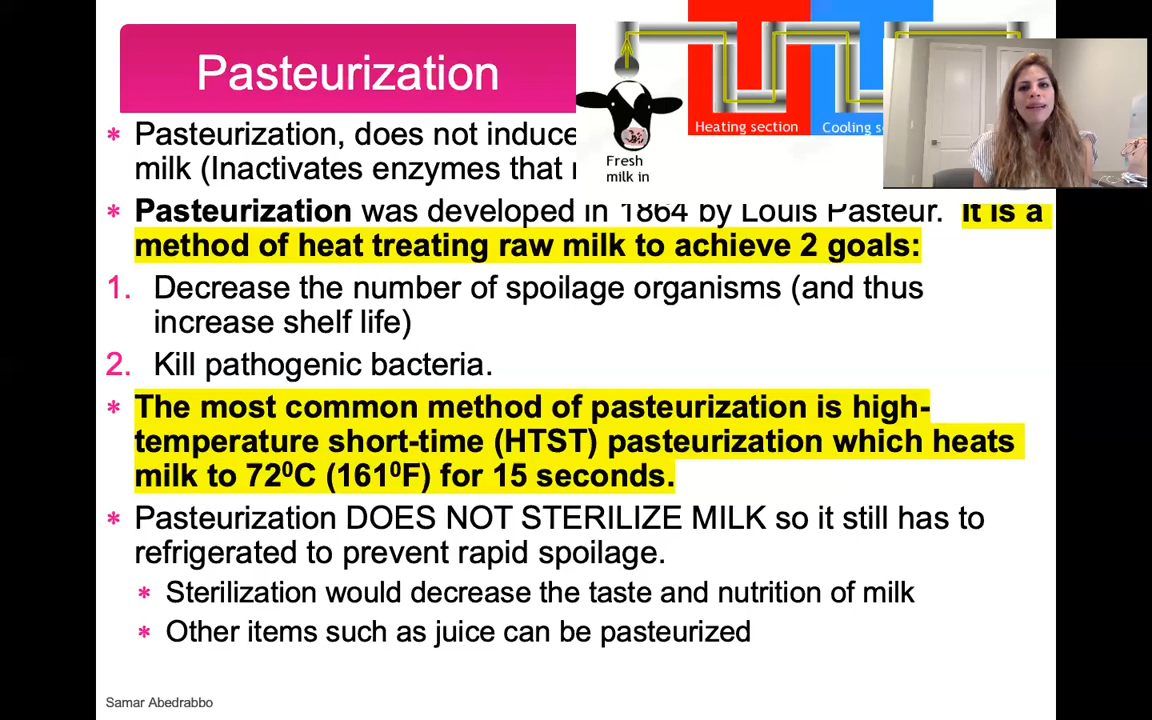 Pasteurization
Heating section
Cooling
Fresh
milk in
* Pasteurization, does not induce
milk (Inactivates enzymes that
* Pasteurization was developed in 1864 by Louis Pasteur. It is a
method of heat treating raw milk to achieve 2 goals:
1. Decrease the number of spoilage organisms (and thus
increase shelf life)
2. Kill pathogenic bacteria.
* The most common method of pasteurization is high-
temperature short-time (HTST) pasteurization which heats
milk to 72⁰C (161⁰F) for 15 seconds.
* Pasteurization DOES NOT STERILIZE MILK so it still has to
refrigerated to prevent rapid spoilage.
* Sterilization would decrease the taste and nutrition of milk
* Other items such as juice can be pasteurized
Samar Abedrabbo